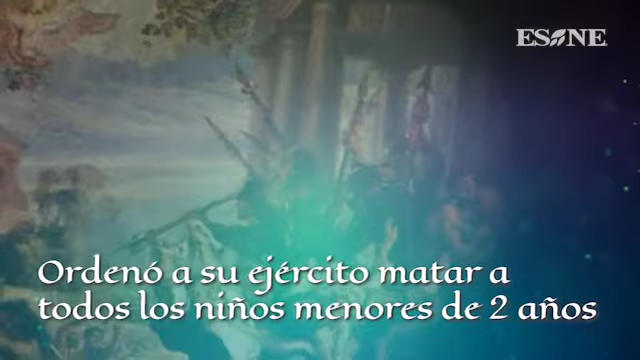 ESNE
Ordenó a su ejército matar a
todos los niños menores de 2 años